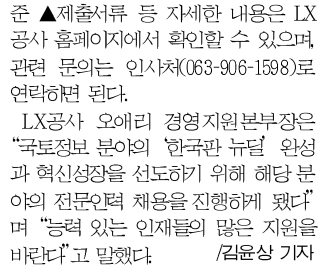 준 ▲제출서류 등 자세한 내용은 LX
공사 홈페이지에서 확인할 수 있으며,
관련 문의는 인사처(063-906-1598)로
연락하면 된다.
LX공사 오애리 경영지원본부장은
“국토정보 분야의 ‘한국판 뉴딜’ 완성
과 혁신성장을 선도하기 위해 해당 분
야의 전문인력 채용을 진행하게 됐다”
며 “능력 있는 인재들의 많은 지원을
바란다”고 말했다. /김윤상 기자